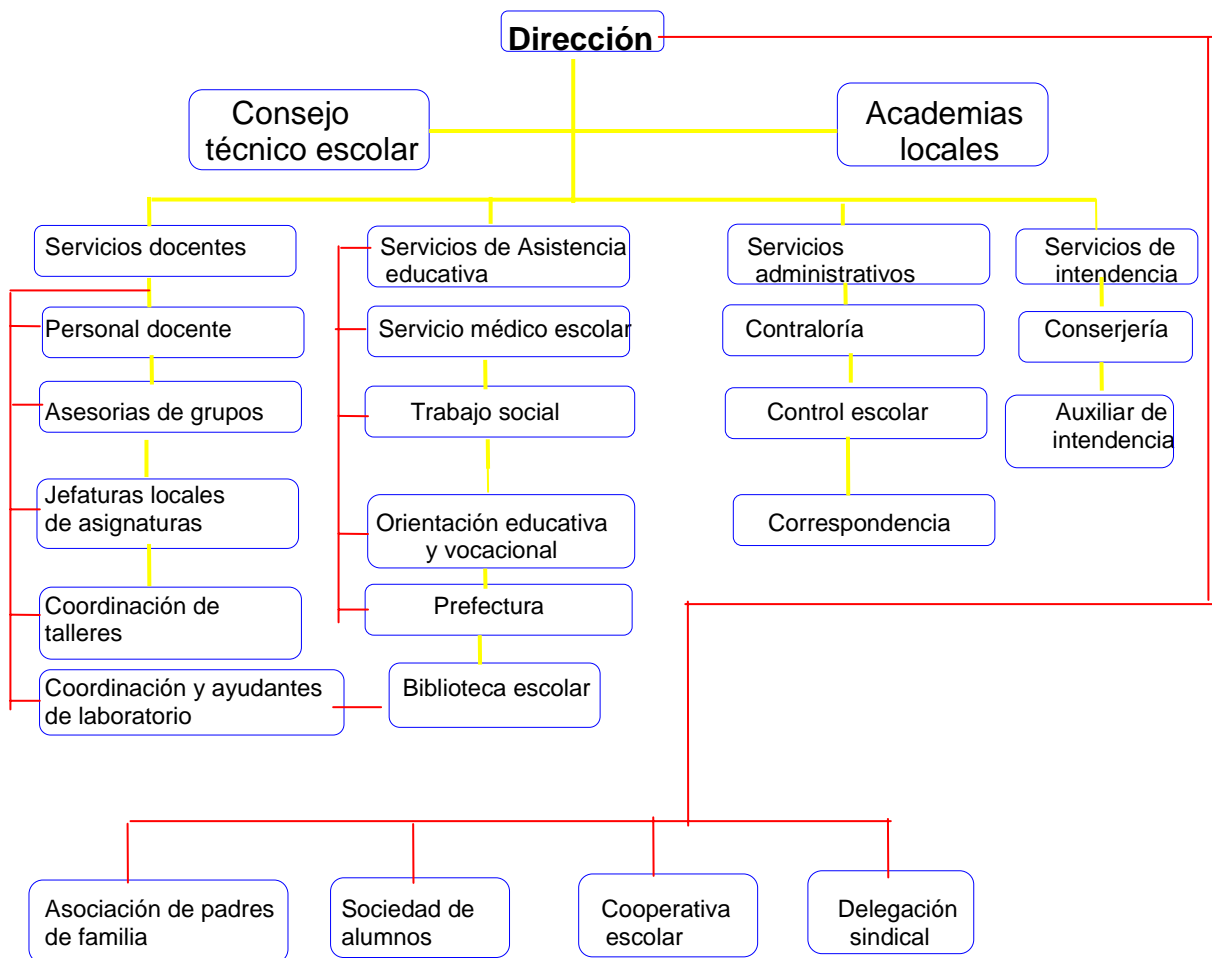 Dirección
Consejo
técnico escolar
Academias
locales
Servicios docentes
Personal docente
Asesorias de grupos
Jefaturas locales
de asignaturas
Coordinación de
talleres
Coordinación y ayudantes
de laboratorio
Servicios de Asistencia
educativa
Servicio médico escolar
Trabajo social
Orientación educativa
y vocacional
Prefectura
Biblioteca escolar
Servicios
administrativos
Contraloría
Control escolar
Correspondencia
Servicios de
intendencia
Conserjería
Auxiliar de
intendencia
Asociación de padres
de familia
Sociedad de
alumnos
Cooperativa
escolar
Delegación
sindical